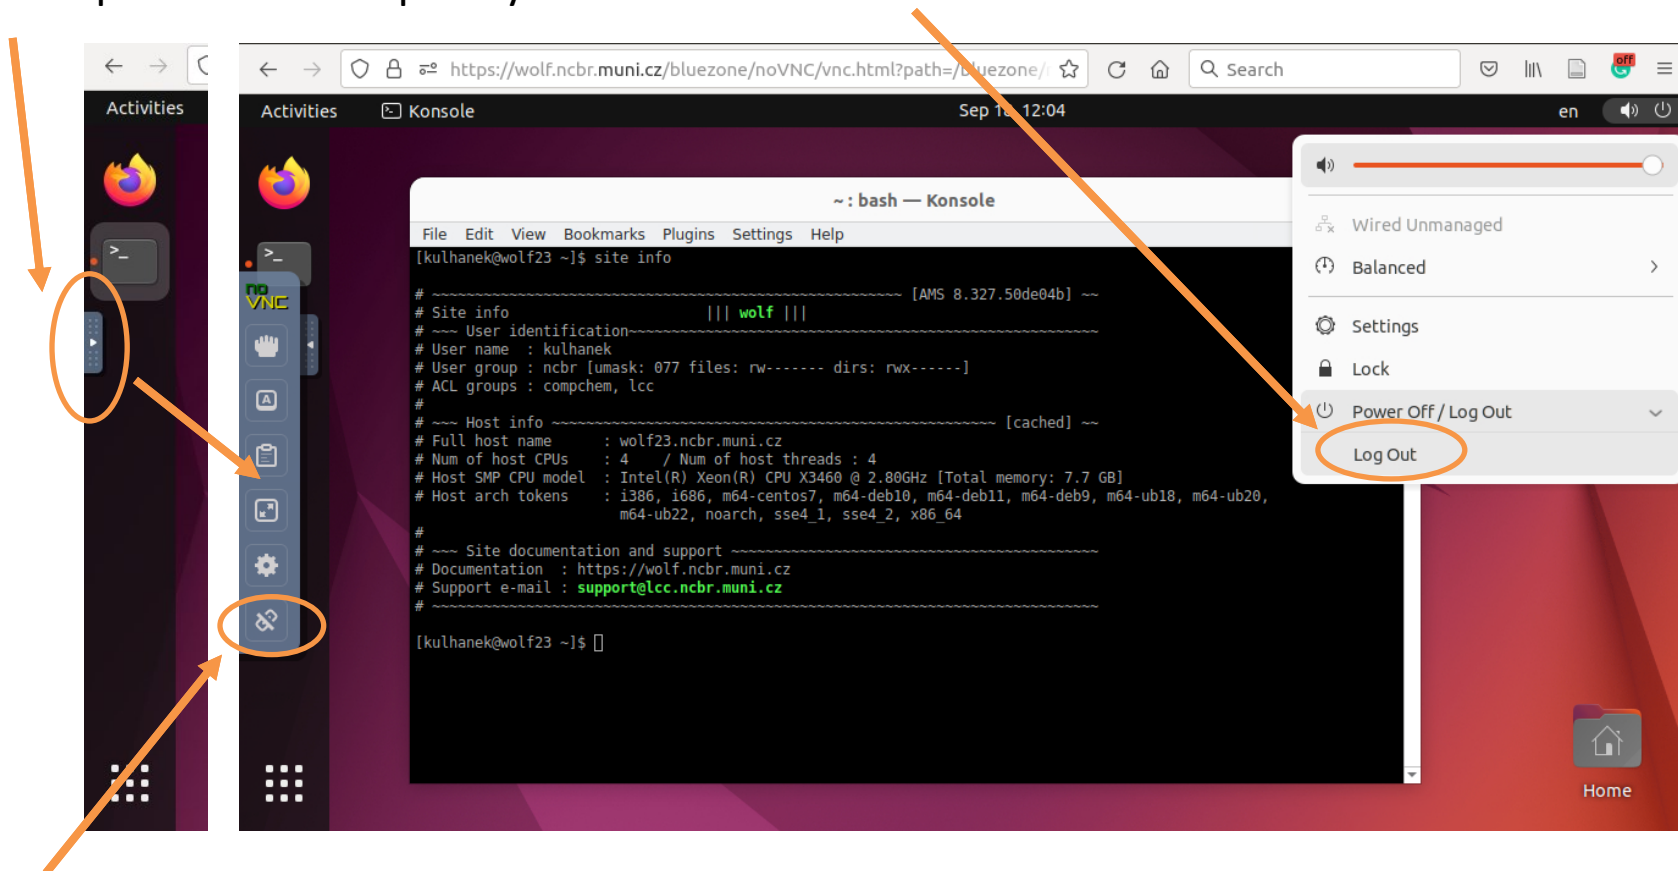 Activities
>_
https://wolf.ncbr.muni.cz/bluezone/noVNC/vnc.html?path=/bluezone/
Search
off
Activities
Konsole
Sep 18 12:04
en
~ : bash — Konsole
File Edit View Bookmarks Plugins Settings Help
[kulhanek@wolf23 ~]$ site info
# ~~~~~~~~~~~~~~~~~~~~~~~~~~~~~~~~~~~~~~~~~~~~~~~~~~~~~~~~ [AMS 8.327.50de04b] ~~
# Site info ||| wolf |||
# ~~~ User identification~~~~~~~~~~~~~~~~~~~~~~~~~~~~~~~~~~~~~~~~~~~~~~~~~~~~~~~~
# User name : kulhanek
# User group : ncbr [umask: 077 files: rw------- dirs: rwx------]
# ACL groups : compchem, lcc
#
# ~~~ Host info ~~~~~~~~~~~~~~~~~~~~~~~~~~~~~~~~~~~~~~~~~~~~~~~~~~~~~ [cached] ~~
# Full host name : wolf23.ncbr.muni.cz
# Num of host CPUs : 4 / Num of host threads : 4
# Host SMP CPU model : Intel(R) Xeon(R) CPU X3460 @ 2.80GHz [Total memory: 7.7 GB]
# Host arch tokens : i386, i686, m64-centos7, m64-deb10, m64-deb11, m64-deb9, m64-ub18, m64-ub20,
m64-ub22, noarch, sse4_1, sse4_2, x86_64
#
# ~~~ Site documentation and support ~~~~~~~~~~~~~~~~~~~~~~~~~~~~~~~~~~~~~~~~~~~
# Documentation : https://wolf.ncbr.muni.cz
# Support e-mail : support@lcc.ncbr.muni.cz
# ~~~~~~~~~~~~~~~~~~~~~~~~~~~~~~~~~~~~~~~~~~~~~~~~~~~~~~~~~~~~~~~~~~~~~~~~~~~~~~
[kulhanek@wolf23 ~]$
>_
no
VNC
A
Wired Unmanaged
Balanced
Settings
Lock
Power Off / Log Out
Log Out
Home